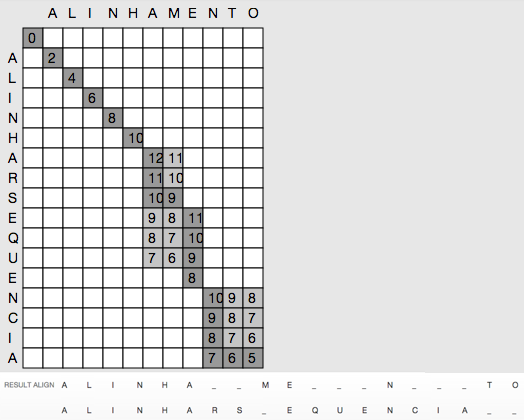 A L I N H A M E N T O
0
A 2
L 4
I 6
N 8
H 10
A 12 11
R 11 10
S 10 9
E 9 8 11
Q 8 7 10
U 7 6 9
E 8
N 10 9 8
C 9 8 7
I 8 7 6
A 7 6 5
RESULT ALIGN A L I N H A _ _ M E _ _ _ N _ _ _ T O
A L I N H A R S _ E Q U E N C I A _ _